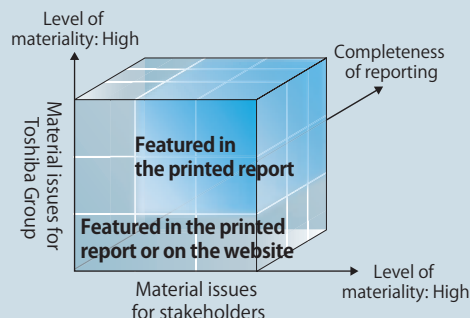 Level of
materiality: High
Completeness
of reporting
Material issues for
Toshiba Group
Featured in
the printed report
Featured in the printed
report or on the website
Level of
materiality: High
Material issues
for stakeholders